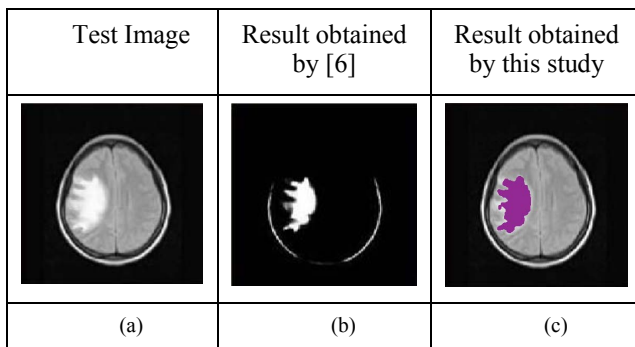 Test Image
Result obtained
by [6]
Result obtained
by this study
(a)
(b)
(c)